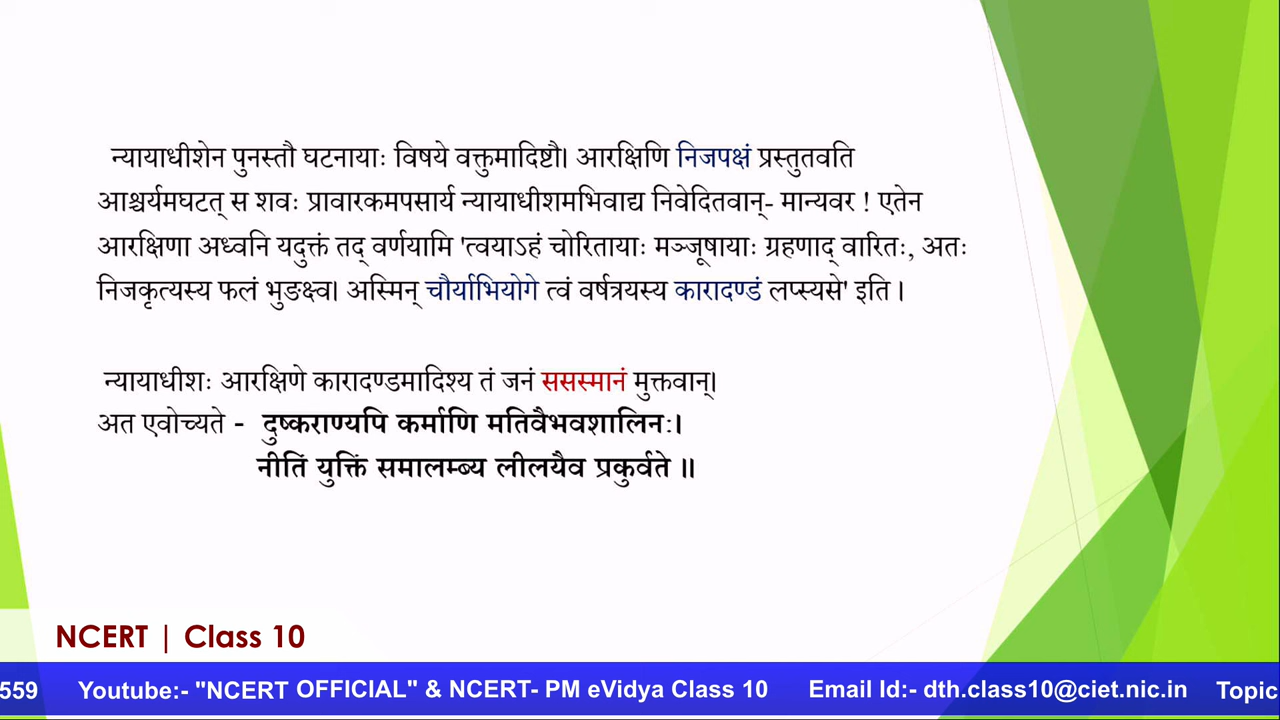 न्यायाधीशेन पुनस्तौ घटनायाः विषये वक्तुमादिष्टौ। आरक्षिणि निजपक्षं प्रस्तुतवति
आश्चर्यमघटत् स शवः प्रावारकमपसार्य न्यायाधीशमभिवाद्य निवेदितवान्- मान्यवर ! एतेन
आरक्षिणा अध्वनि यदुक्तं तद् वर्णयामि 'त्वयाऽहं चोरितायाः मञ्जूषायाः ग्रहणाद् वारितः, अतः
निजकृत्यस्य फलं भुङक्ष्व। अस्मिन् चौर्याभियोगे त्वं वर्षत्रयस्य कारादण्डं लप्स्यसे' इति ।
न्यायाधीशः आरक्षिणे कारादण्डमादिश्य तं जनं ससस्मानं मुक्तवान्।
अत एवोच्यते - दुष्कराण्यपि कर्माणि मतिवैभवशालिनः।
नीतिं युक्तिं समालम्ब्य लीलयैव प्रकुर्वते ॥
NCERT | Class 10
559 Youtube:- "NCERT OFFICIAL" & NCERT- PM eVidya Class 10 Email Id:- dth.class10@ciet.nic.in Topic